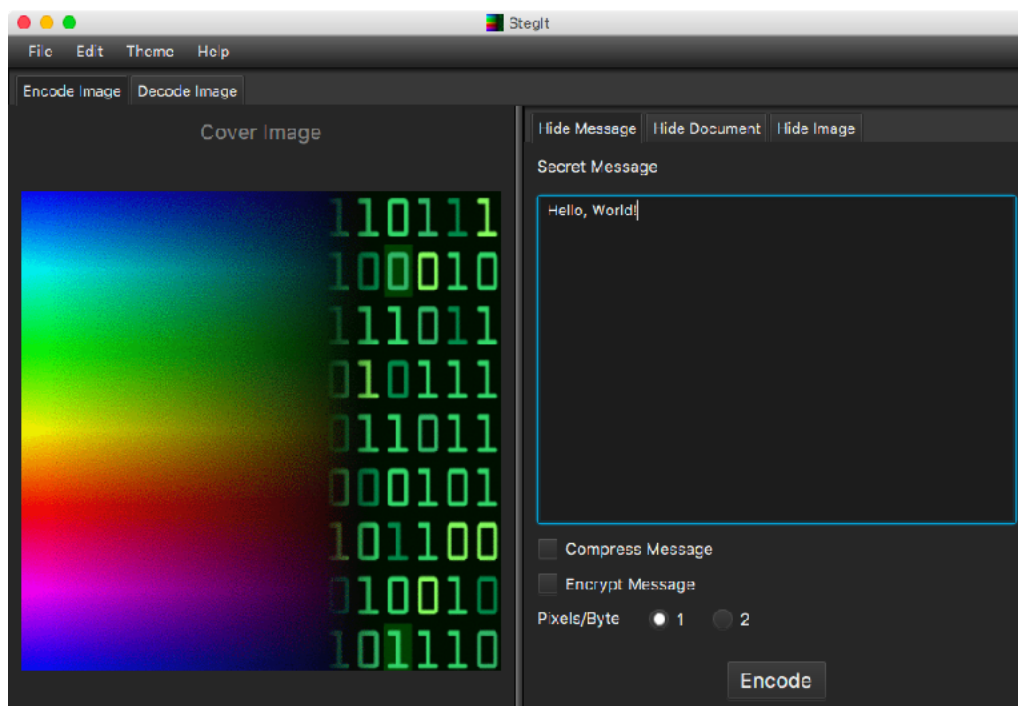 StegIt
File Edit Theme Help
Encode Image Decode Image
Cover Image
110111
100010
111011
010111
011011
000101
101100
010010
101110
Hide Message Hide Document Hide Image
Secret Message
Hello, World!
Compress Message
Encrypt Message
Pixels/Byte 1 2
Encode